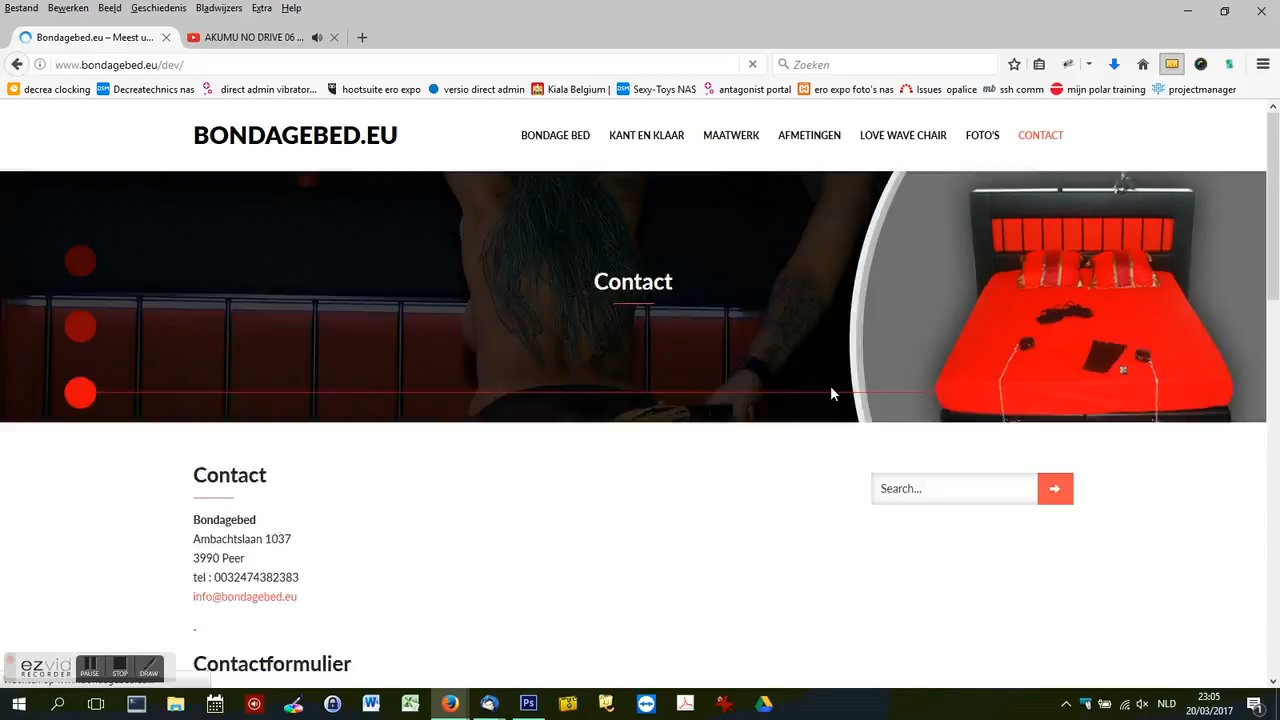 Bestand Bewerken Beeld Geschiedenis Bladwijzers Extra Help
Bondagebed.eu – Meest u...
AKUMU NO DRIVE 06 ...
www.bondagebed.eu/dev/
Zoeken
decrea clocking
DSM Decreatechnics nas
direct admin vibrator...
hootsuite ero expo
versio direct admin
Kiala Belgium |
DSM Sexy-Toys NAS
antagonist portal
ero expo foto's nas
Issues opalice
mb ssh comm
mijn polar training
projectmanager
BONDAGEBED.EU
BONDAGE BED KANT EN KLAAR MAATWERK AFMETINGEN LOVE WAVE CHAIR FOTO'S CONTACT
Contact
Contact
Search...
Bondagebed
Ambachtslaan 1037
3990 Peer
tel : 0032474382383
info@bondagebed.eu
-
Contactformulier
ezvid
RECORDER
PAUSE STOP DRAW
NLD
23:05
20/03/2017